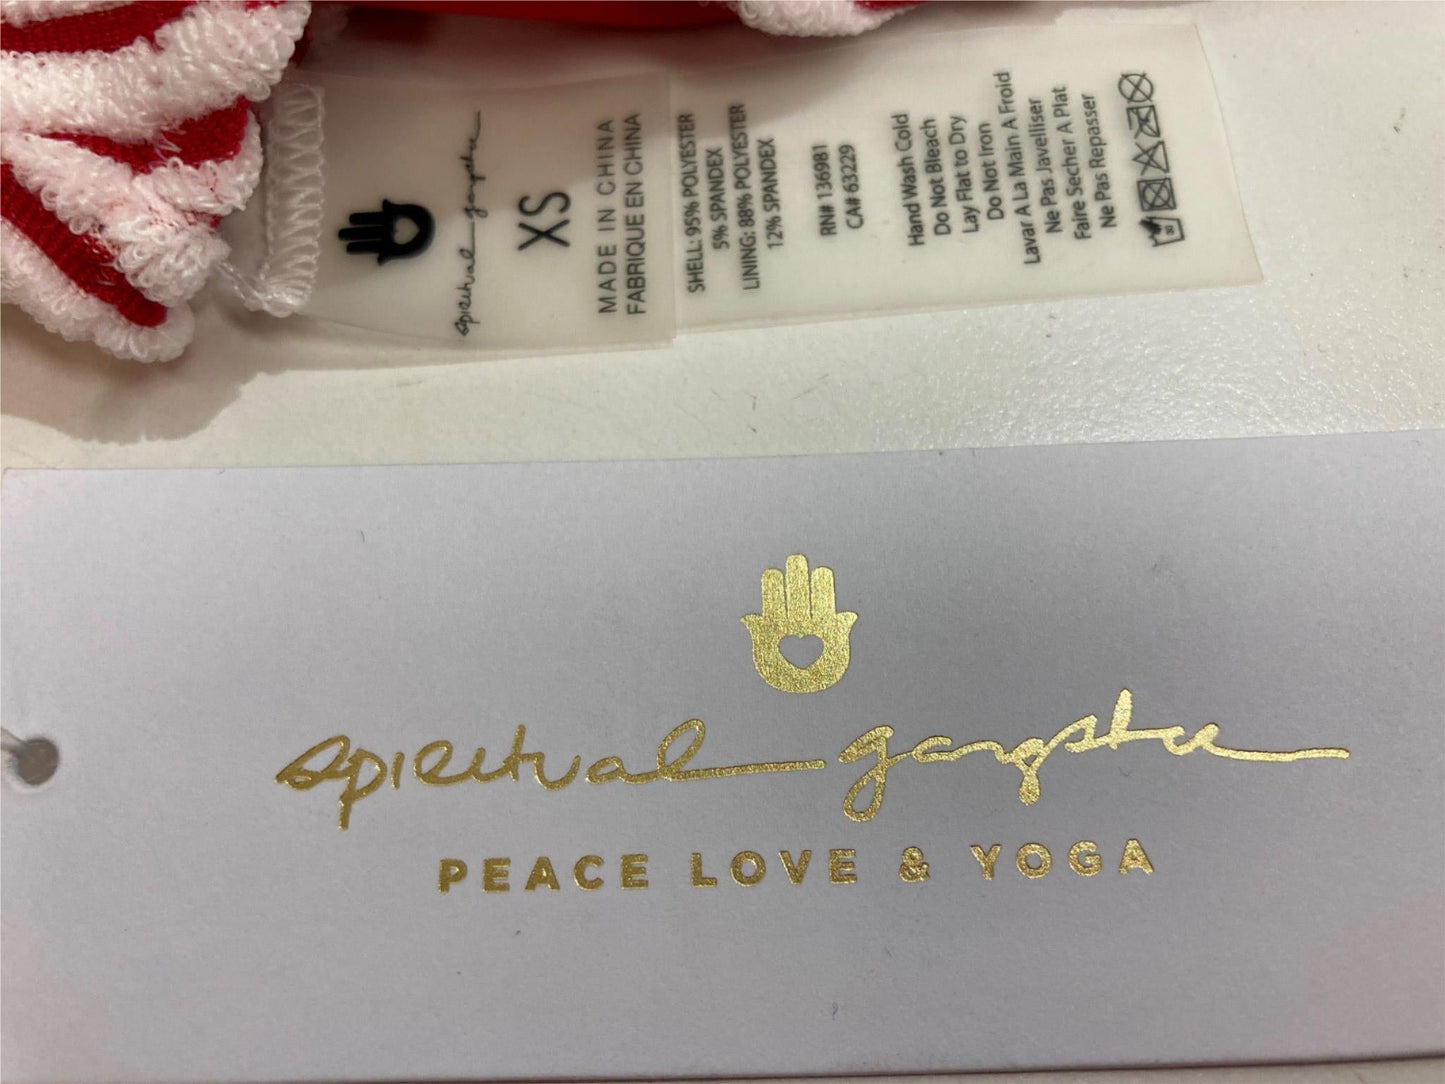 spiritual gangster
XS
MADE IN CHINA
FABRIQUE EN CHINA
SHELL: 95% POLYESTER
5% SPANDEX
LINING: 88% POLYESTER
12% SPANDEX
RN# 136981
CA# 63229
Hand Wash Cold
Do Not Bleach
Lay Flat to Dry
Do Not Iron
Lavar A La Main A Froid
Ne Pas Javelliser
Faire Secher A Plat
Ne Pas Repasser
spiritual gangster
PEACE LOVE & YOGA